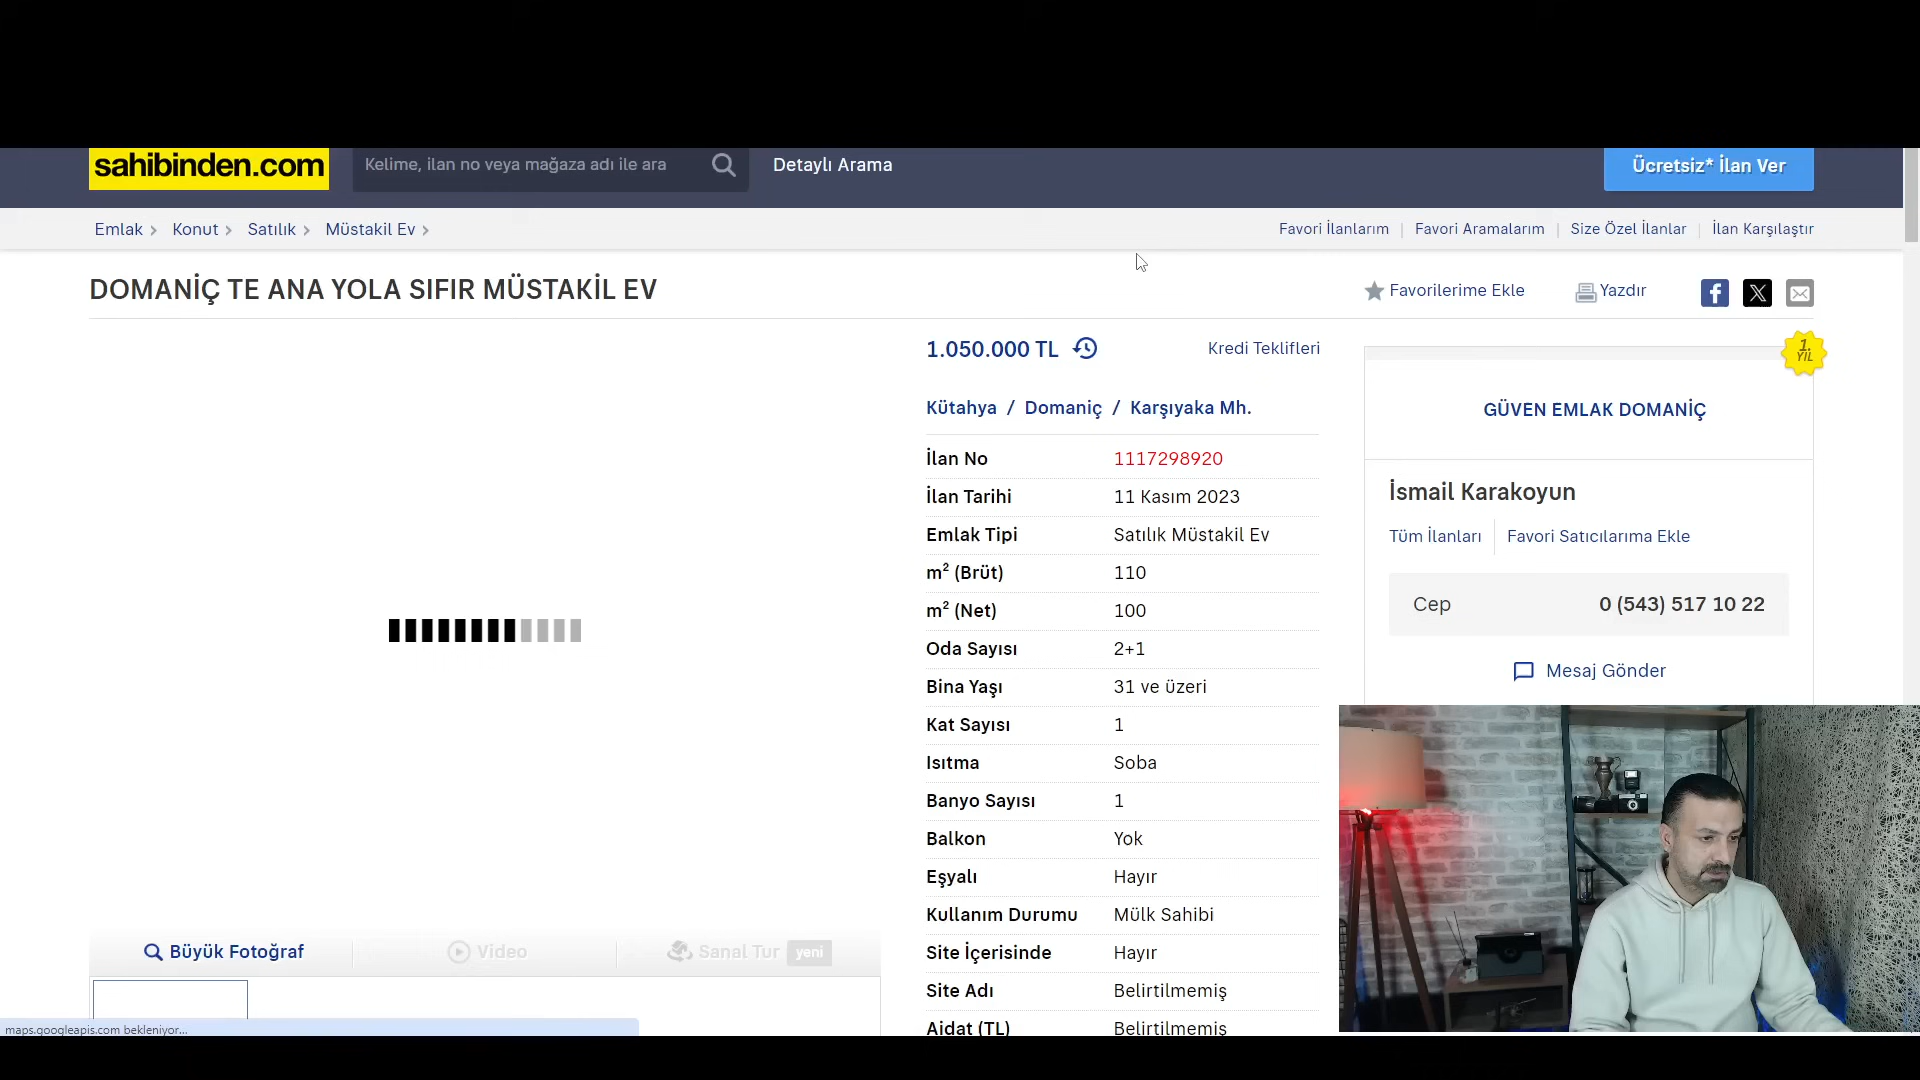 sahibinden.com
Kelime, ilan no veya mağaza adı ile ara
Detaylı Arama
Ücretsiz* İlan Ver
Emlak > Konut > Satılık > Müstakil Ev >
Favori İlanlarım | Favori Aramalarım | Size Özel İlanlar | İlan Karşılaştır
DOMANİÇ TE ANA YOLA SIFIR MÜSTAKİL EV
Favorilerime Ekle
Yazdır
1.050.000 TL
Kredi Teklifleri
Kütahya / Domaniç / Karşıyaka Mh.
İlan No 1117298920
İlan Tarihi 11 Kasım 2023
Emlak Tipi Satılık Müstakil Ev
m² (Brüt) 110
m² (Net) 100
Oda Sayısı 2+1
Bina Yaşı 31 ve üzeri
Kat Sayısı 1
Isıtma Soba
Banyo Sayısı 1
Balkon Yok
Eşyalı Hayır
Kullanım Durumu Mülk Sahibi
Site İçerisinde Hayır
Site Adı Belirtilmemiş
Aidat (TL) Belirtilmemiş
1.
YIL
GÜVEN EMLAK DOMANİÇ
İsmail Karakoyun
Tüm İlanları
Favori Satıcılarıma Ekle
Cep 0 (543) 517 10 22
Mesaj Gönder
Büyük Fotoğraf
Video
Sanal Tur yeni
maps.googleapis.com bekleniyor...